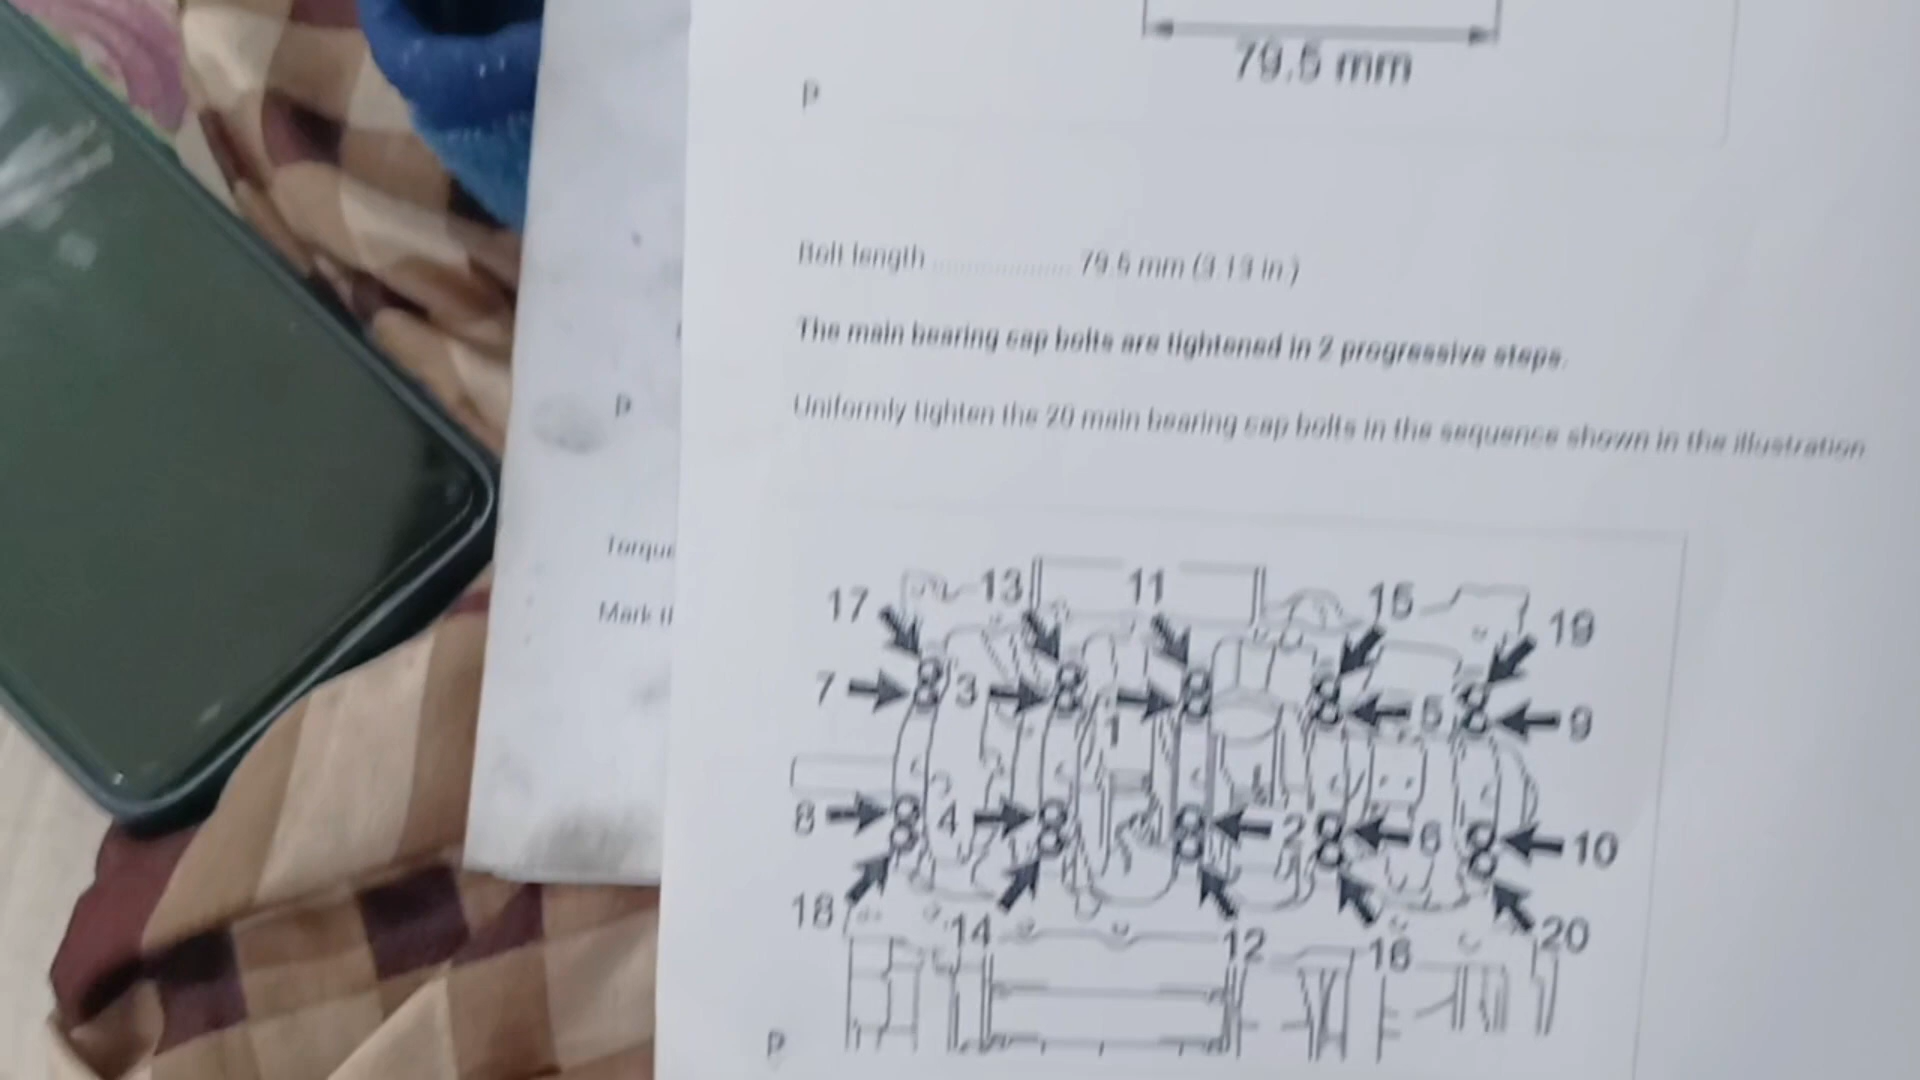 79.5 mm
P
Bolt length .................... 79.5 mm (3.13 in.)
The main bearing cap bolts are tightened in 2 progressive steps.
P
Uniformly tighten the 20 main bearing cap bolts in the sequence shown in the illustration
Torque
Mark
17 13 11 15 19
7 3 1 5 9
8 4 2 6 10
18 14 12 16 20
P